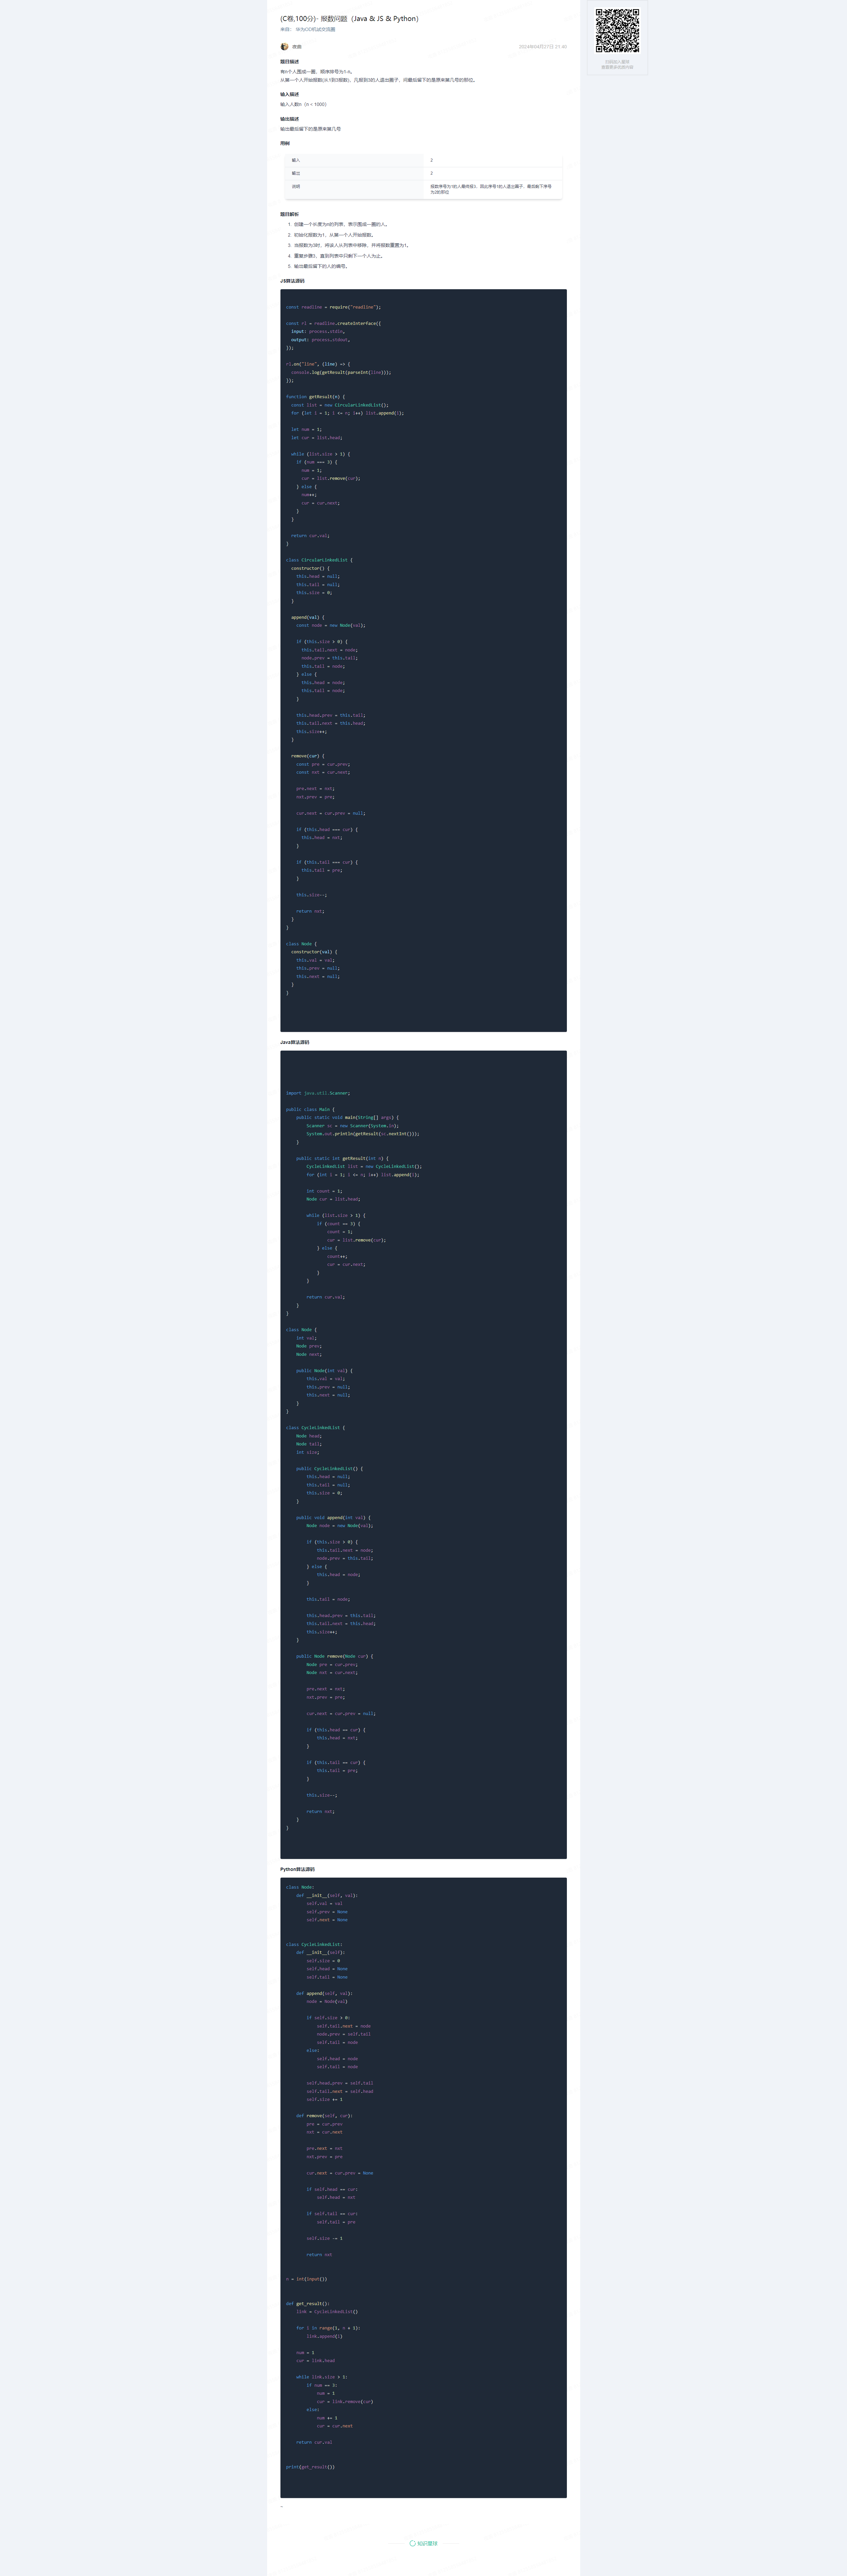 (C卷,100分)- 报数问题（Java & JS & Python）
来自： 华为OD机试交流圈
2024年04月27日 21:40
扫码加入星球
查看更多优质内容
题目描述
有n个人围成一圈，顺序排号为1-n。
从第一个人开始报数(从1到3报数)，凡报到3的人退出圈子，问最后留下的是原来第几号的那位。
输入描述
输入人数n（n < 1000）
输出描述
输出最后留下的是原来第几号
用例
输入
2
输出
2
说明
报数序号为1的人最终报3，因此序号1的人退出圈子，最后剩下序号
为2的那位
题目解析
1. 创建一个长度为n的列表，表示围成一圈的人。
2. 初始化报数为1，从第一个人开始报数。
3. 当报数为3时，将该人从列表中移除，并将报数重置为1。
4. 重复步骤3，直到列表中只剩下一个人为止。
5. 输出最后留下的人的编号。
JS算法源码
const readline = require("readline");
const rl = readline.createInterface({
input: process.stdin,
output: process.stdout,
});
rl.on("line", (line) => {
console.log(getResult(parseInt(line)));
});
function getResult(n) {
const list = new CircularLinkedList();
for (let i = 1; i <= n; i++) list.append(i);
let num = 1;
let cur = list.head;
while (list.size > 1) {
if (num === 3) {
num = 1;
cur = list.remove(cur);
} else {
num++;
cur = cur.next;
}
}
return cur.val;
}
class CircularLinkedList {
constructor() {
this.head = null;
this.tail = null;
this.size = 0;
}
append(val) {
const node = new Node(val);
if (this.size > 0) {
this.tail.next = node;
node.prev = this.tail;
this.tail = node;
} else {
this.head = node;
this.tail = node;
}
this.head.prev = this.tail;
this.tail.next = this.head;
this.size++;
}
remove(cur) {
const pre = cur.prev;
const nxt = cur.next;
pre.next = nxt;
nxt.prev = pre;
cur.next = cur.prev = null;
if (this.head === cur) {
this.head = nxt;
}
if (this.tail === cur) {
this.tail = pre;
}
this.size--;
return nxt;
}
}
class Node {
constructor(val) {
this.val = val;
this.prev = null;
this.next = null;
}
}
Java算法源码
import java.util.Scanner;
public class Main {
public static void main(String[] args) {
Scanner sc = new Scanner(System.in);
System.out.println(getResult(sc.nextInt()));
}
public static int getResult(int n) {
CycleLinkedList list = new CycleLinkedList();
for (int i = 1; i <= n; i++) list.append(i);
int count = 1;
Node cur = list.head;
while (list.size > 1) {
if (count == 3) {
count = 1;
cur = list.remove(cur);
} else {
count++;
cur = cur.next;
}
}
return cur.val;
}
}
class Node {
int val;
Node prev;
Node next;
public Node(int val) {
this.val = val;
this.prev = null;
this.next = null;
}
}
class CycleLinkedList {
Node head;
Node tail;
int size;
public CycleLinkedList() {
this.head = null;
this.tail = null;
this.size = 0;
}
public void append(int val) {
Node node = new Node(val);
if (this.size > 0) {
this.tail.next = node;
node.prev = this.tail;
} else {
this.head = node;
}
this.tail = node;
this.head.prev = this.tail;
this.tail.next = this.head;
this.size++;
}
public Node remove(Node cur) {
Node pre = cur.prev;
Node nxt = cur.next;
pre.next = nxt;
nxt.prev = pre;
cur.next = cur.prev = null;
if (this.head == cur) {
this.head = nxt;
}
if (this.tail == cur) {
this.tail = pre;
}
this.size--;
return nxt;
}
}
Python算法源码
class Node:
def __init__(self, val):
self.val = val
self.prev = None
self.next = None
class CycleLinkedList:
def __init__(self):
self.size = 0
self.head = None
self.tail = None
def append(self, val):
node = Node(val)
if self.size > 0:
self.tail.next = node
node.prev = self.tail
self.tail = node
else:
self.head = node
self.tail = node
self.head.prev = self.tail
self.tail.next = self.head
self.size += 1
def remove(self, cur):
pre = cur.prev
nxt = cur.next
pre.next = nxt
nxt.prev = pre
cur.next = cur.prev = None
if self.head == cur:
self.head = nxt
if self.tail == cur:
self.tail = pre
self.size -= 1
return nxt
n = int(input())
def get_result():
link = CycleLinkedList()
for i in range(1, n + 1):
link.append(i)
num = 1
cur = link.head
while link.size > 1:
if num == 3:
num = 1
cur = link.remove(cur)
else:
num += 1
cur = cur.next
return cur.val
print(get_result())
知识星球